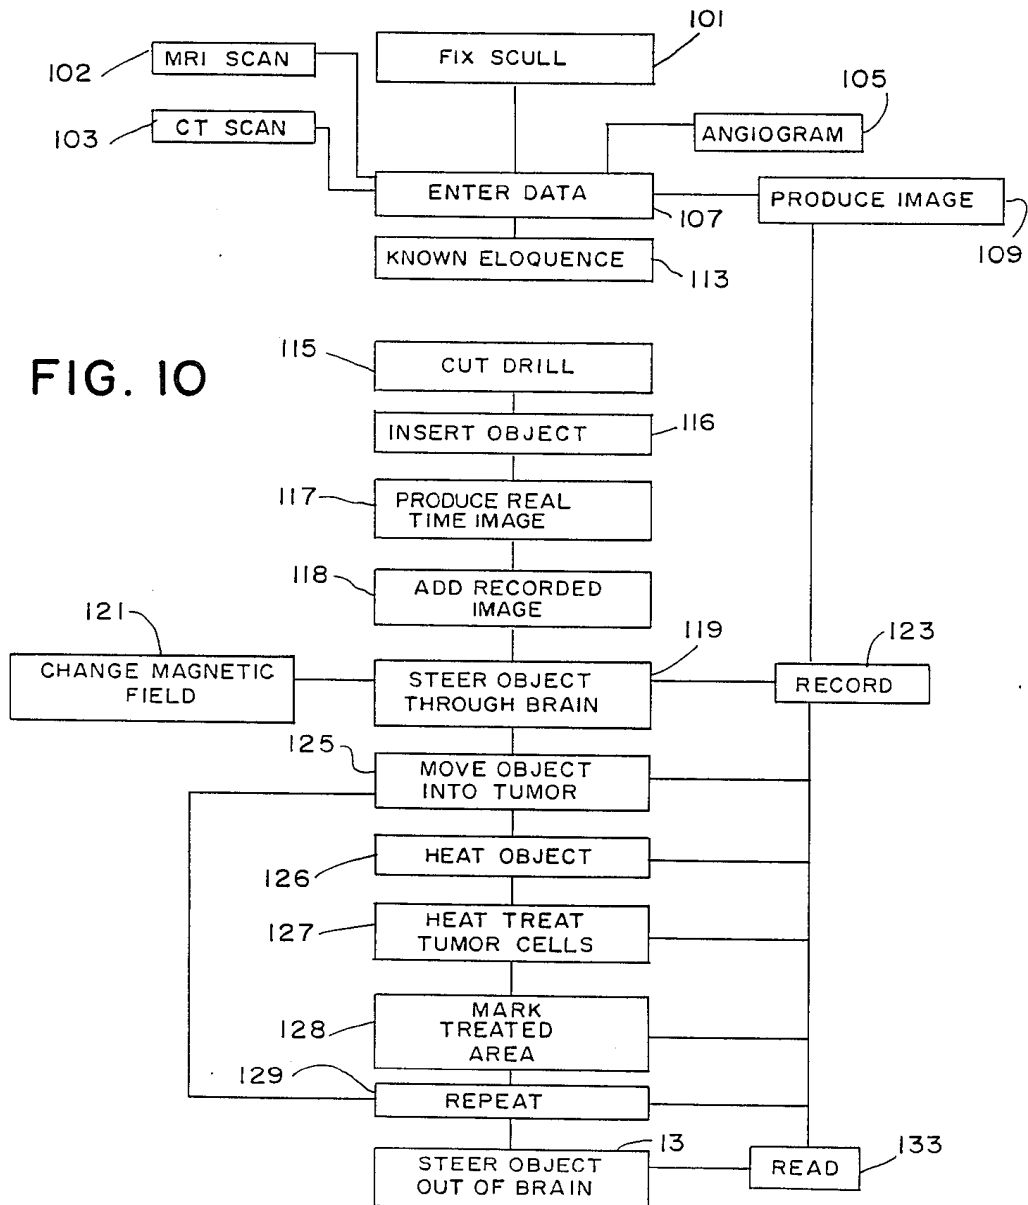 101
FIX SCULL
102
MRI SCAN
105
103
CT SCAN
ANGIOGRAM
ENTER DATA
107
PRODUCE IMAGE
109
KNOWN ELOQUENCE
113
FIG. 10
115
CUT DRILL
INSERT OBJECT
116
117
PRODUCE REAL
TIME IMAGE
118
ADD RECORDED
IMAGE
121
119
123
CHANGE MAGNETIC
FIELD
STEER OBJECT
THROUGH BRAIN
RECORD
125
MOVE OBJECT
INTO TUMOR
126
HEAT OBJECT
127
HEAT TREAT
TUMOR CELLS
128
MARK
TREATED
AREA
129
REPEAT
13
STEER OBJECT
OUT OF BRAIN
READ
133